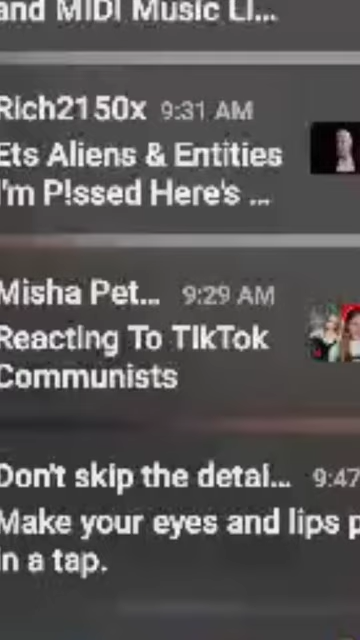 and MIDI Music Li...
Rich2150x 9:31 AM
Ets Aliens & Entities
I'm P!ssed Here's ...
Misha Pet... 9:29 AM
Reacting To TikTok
Communists
Don't skip the detai... 9:47
Make your eyes and lips p
in a tap.